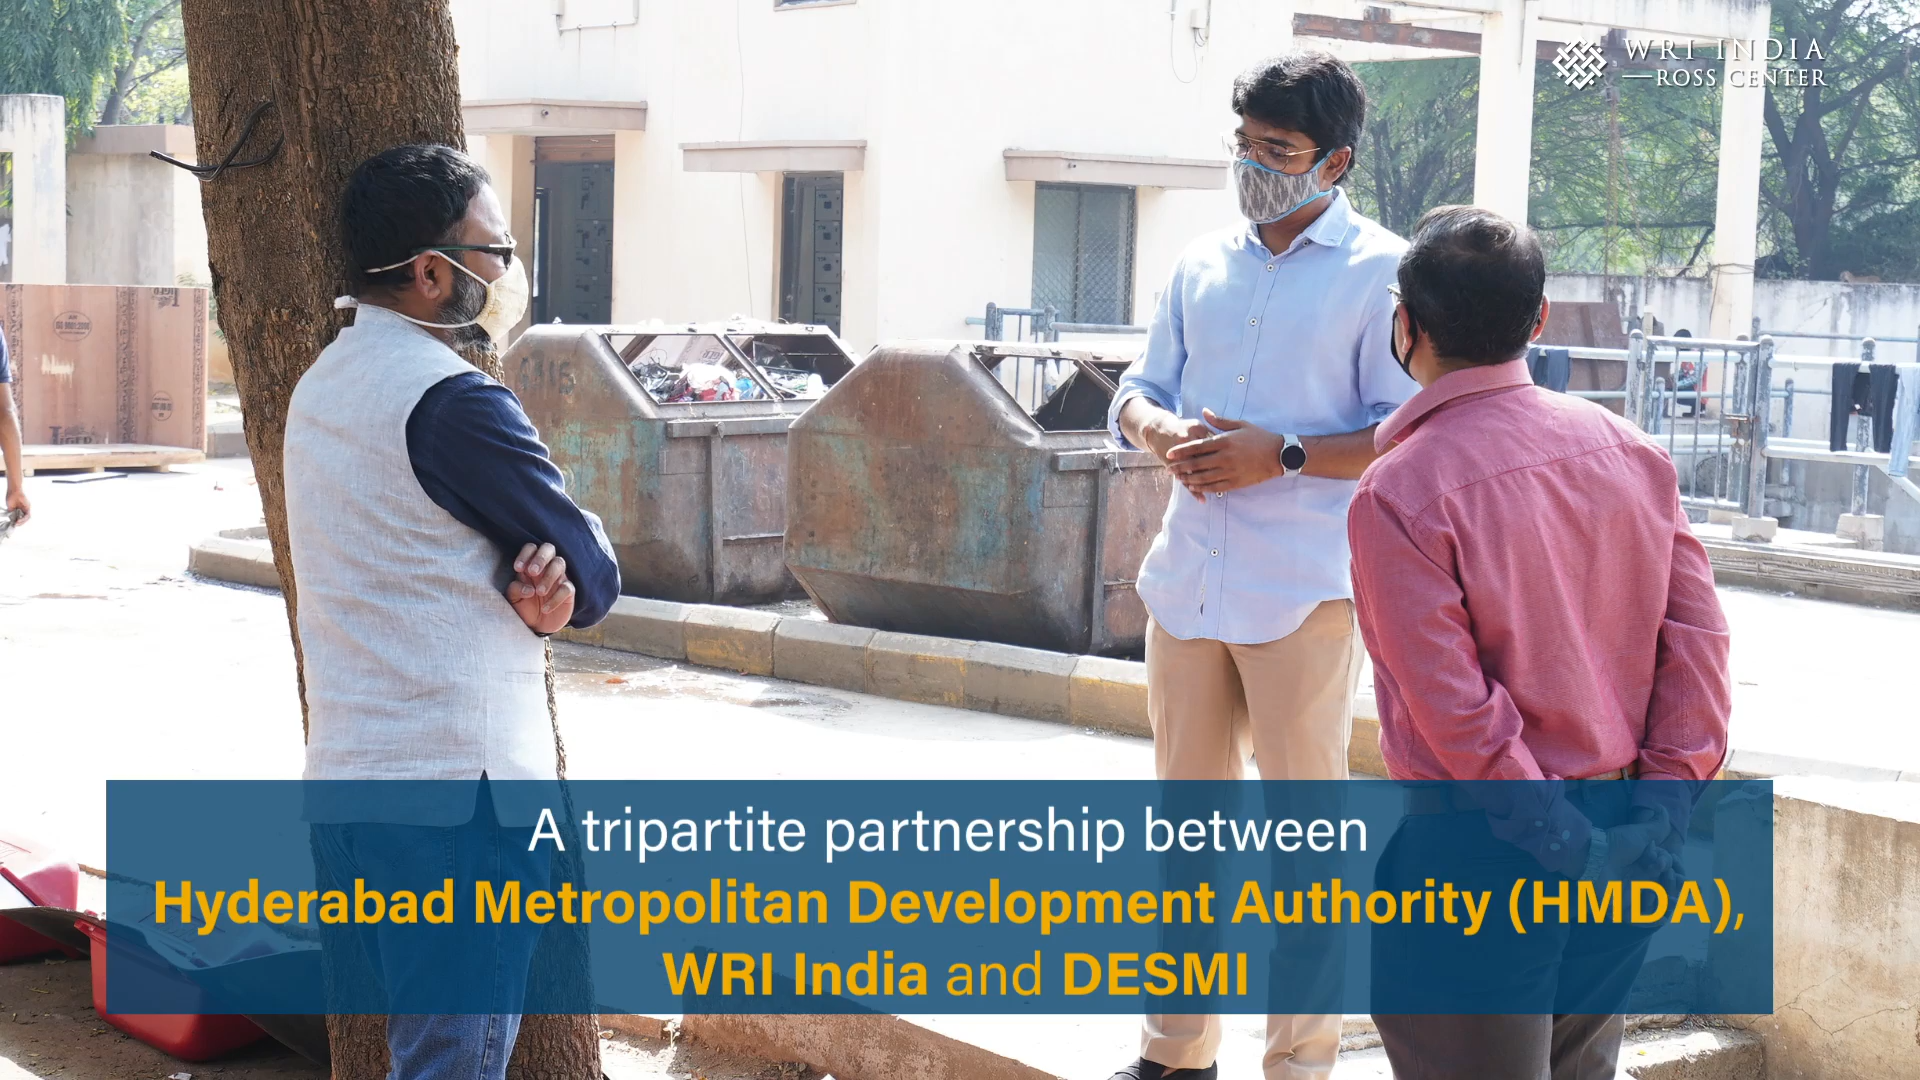 WRI INDIA
ROSS CENTER
A tripartite partnership between
Hyderabad Metropolitan Development Authority (HMDA),
WRI India and DESMI